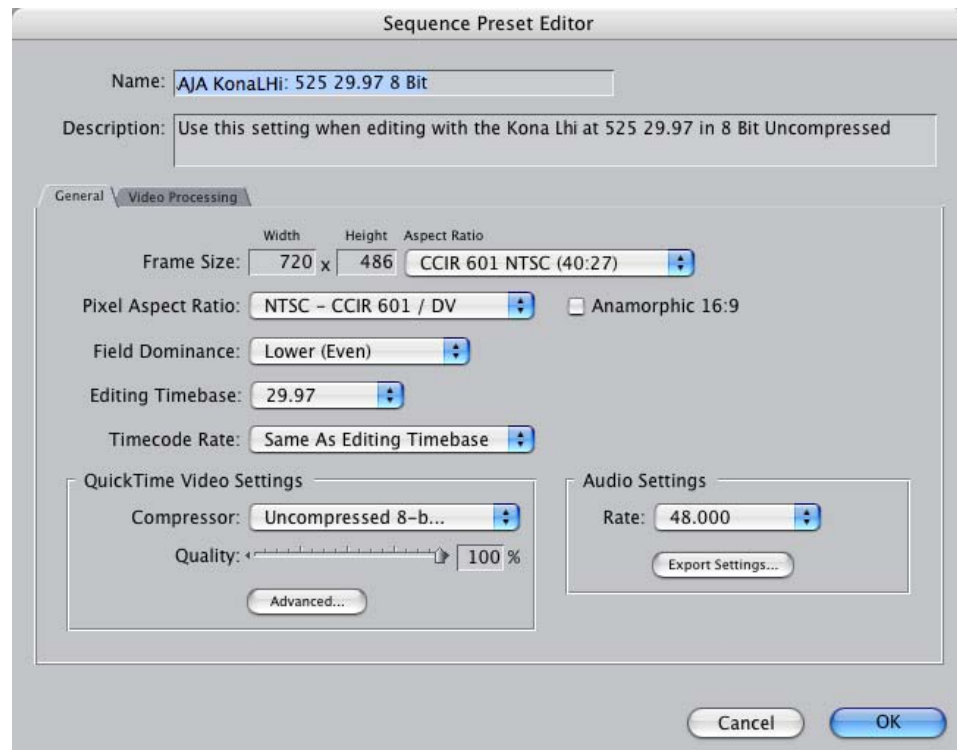 Sequence Preset Editor
Name: AJA KonaLHi: 525 29.97 8 Bit
Description: Use this setting when editing with the Kona Lhi at 525 29.97 in 8 Bit Uncompressed
General Video Processing
Width Height Aspect Ratio
Frame Size: 720 x 486 CCIR 601 NTSC (40:27)
Pixel Aspect Ratio: NTSC – CCIR 601 / DV Anamorphic 16:9
Field Dominance: Lower (Even)
Editing Timebase: 29.97
Timecode Rate: Same As Editing Timebase
QuickTime Video Settings
Compressor: Uncompressed 8-b...
Quality: 100 %
Advanced...
Audio Settings
Rate: 48.000
Export Settings...
Cancel OK